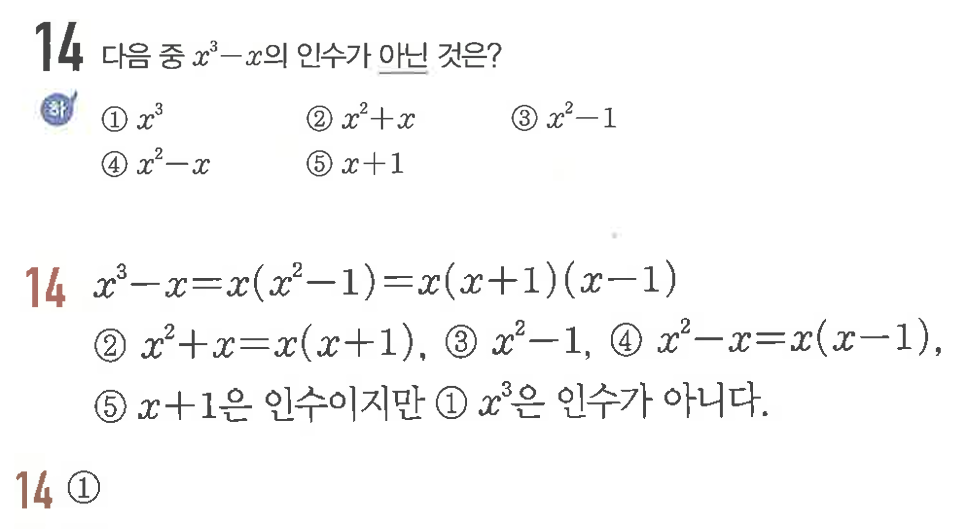 14 다음 중 x³-x의 인수가 아닌 것은?
하 ① x³ ② x²+x ③ x²-1
④ x²-x ⑤ x+1
14 x³-x=x(x²-1)=x(x+1)(x-1)
② x²+x=x(x+1), ③ x²-1, ④ x²-x=x(x-1),
⑤ x+1은 인수이지만 ① x³은 인수가 아니다.
14 ①